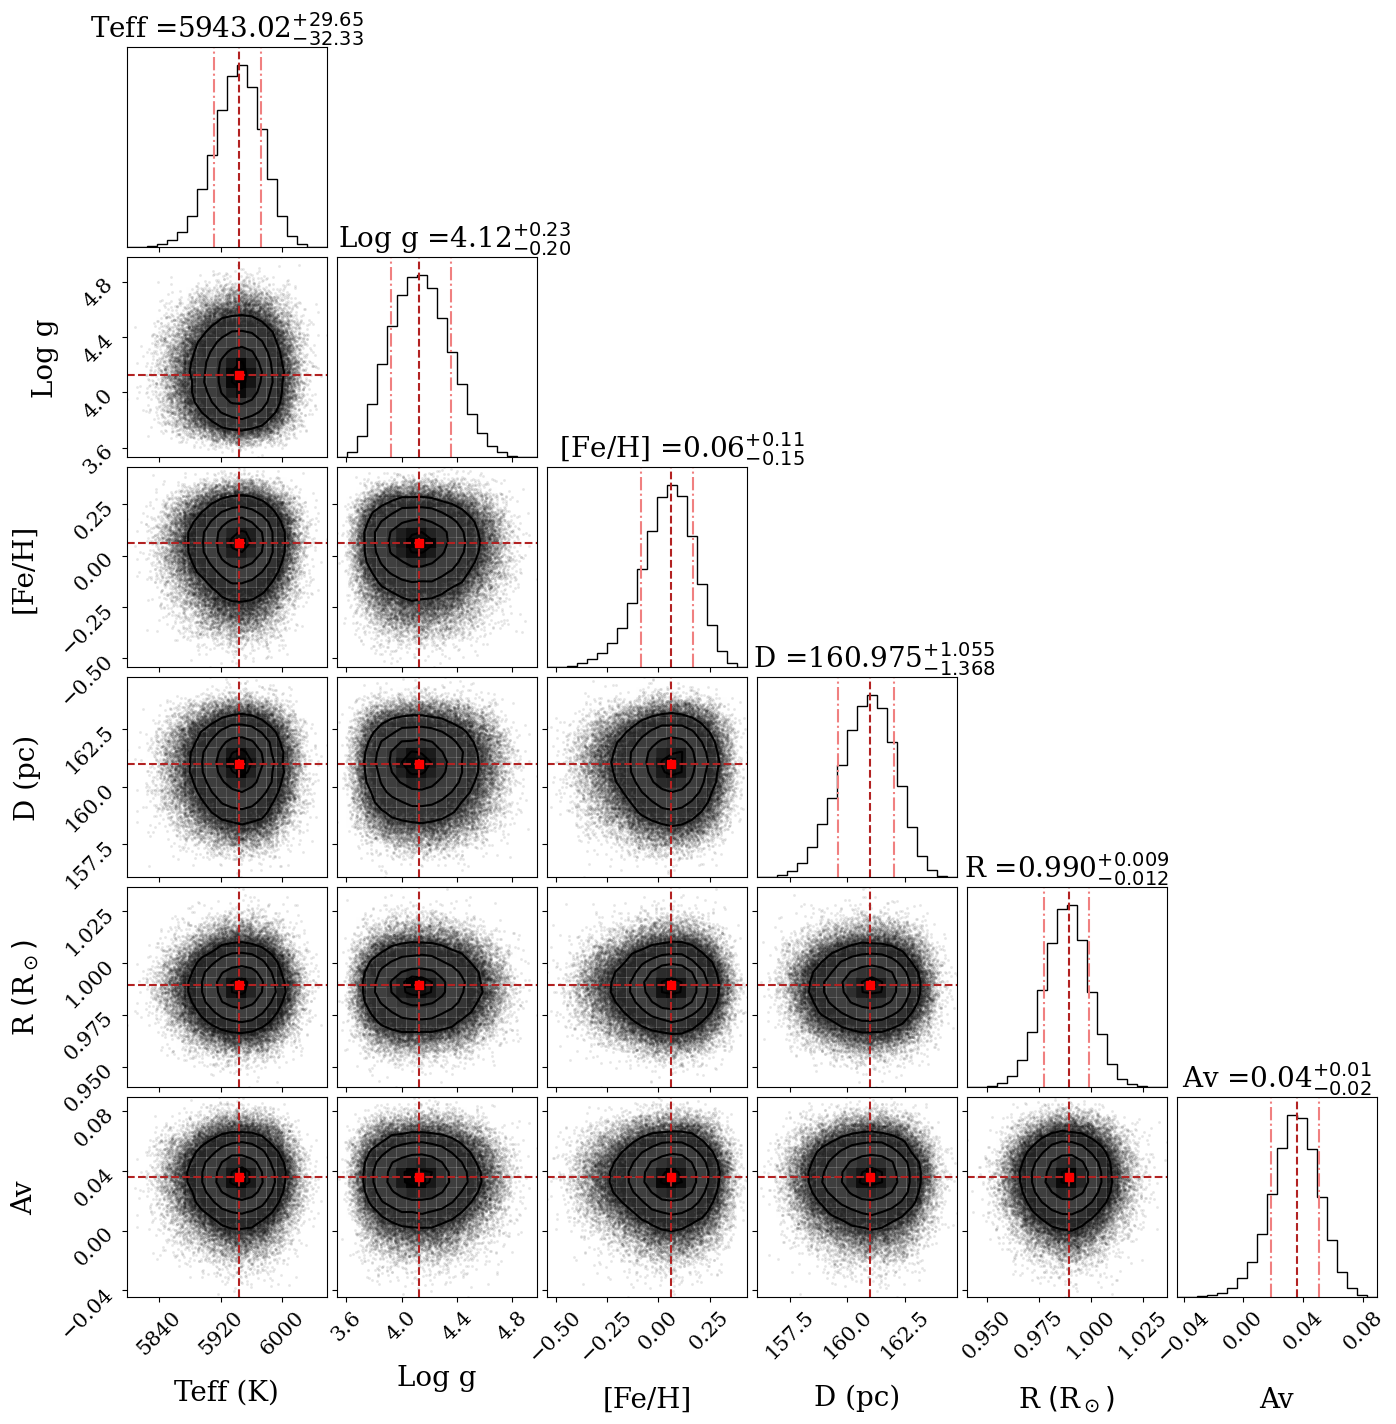 Teff =5943.02+29.65 −32.33
Log g =4.12+0.23 −0.20
4.8
4.4
4.0
3.6
Log g
[Fe/H] =0.06+0.11 −0.15
0.25
0.00
−0.25
−0.50
[Fe/H]
D =160.975+1.055 −1.368
162.5
160.0
157.5
D (pc)
R =0.990+0.009 −0.012
1.025
1.000
0.975
0.950
R (R⊙)
Av =0.04+0.01 −0.02
0.08
0.04
0.00
−0.04
Av
5840 5920 6000
3.6 4.0 4.4 4.8
−0.50 −0.25 0.00 0.25
157.5 160.0 162.5
0.950 0.975 1.000 1.025
−0.04 0.00 0.04 0.08
Teff (K) Log g [Fe/H] D (pc) R (R⊙) Av